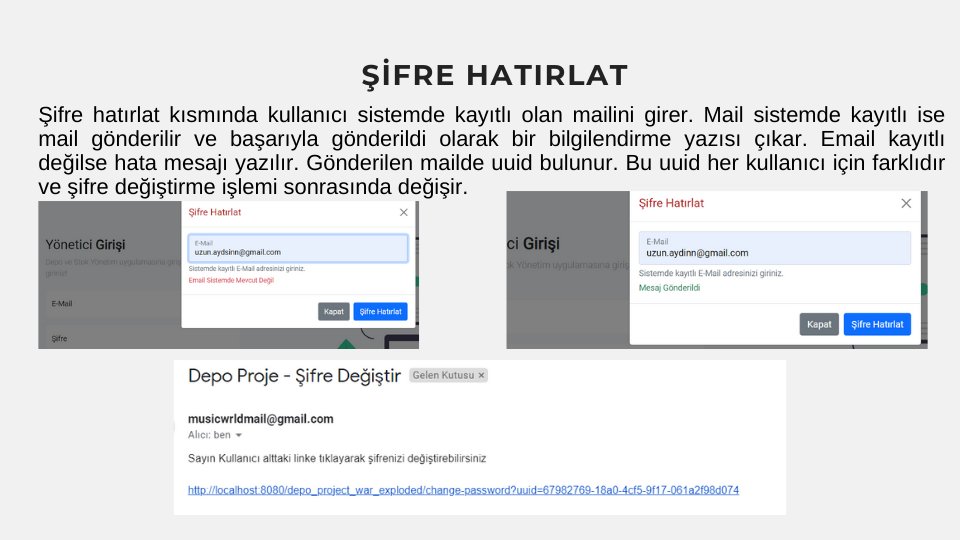 ŞİFRE HATIRLAT
Şifre hatırlat kısmında kullanıcı sistemde kayıtlı olan mailini girer. Mail sistemde kayıtlı ise
mail gönderilir ve başarıyla gönderildi olarak bir bilgilendirme yazısı çıkar. Email kayıtlı
değilse hata mesajı yazılır. Gönderilen mailde uuid bulunur. Bu uuid her kullanıcı için farklıdır
ve şifre değiştirme işlemi sonrasında değişir.
Şifre Hatırlat
Yönetici Girişi
Depo ve Stok Yönetim uygulamasına giriş
giriniz!
E-Mail
Şifre
E-Mail
uzun.aydsinn@gmail.com
Sistemde kayıtlı E-Mail adresinizi giriniz.
Email Sistemde Mevcut Değil
Kapat Şifre Hatırlat
Şifre Hatırlat
ci Girişi
ok Yönetim uygulamasına giriş
E-Mail
uzun.aydinn@gmail.com
Sistemde kayıtlı E-Mail adresinizi giriniz.
Mesaj Gönderildi
Kapat Şifre Hatırlat
Depo Proje - Şifre Değiştir Gelen Kutusu ×
musicwrldmail@gmail.com
Alıcı: ben
Sayın Kullanıcı alttaki linke tıklayarak şifrenizi değiştirebilirsiniz
http://localhost:8080/depo_project_war_exploded/change-password?uuid=67982769-18a0-4cf5-9f17-061a2f98d074